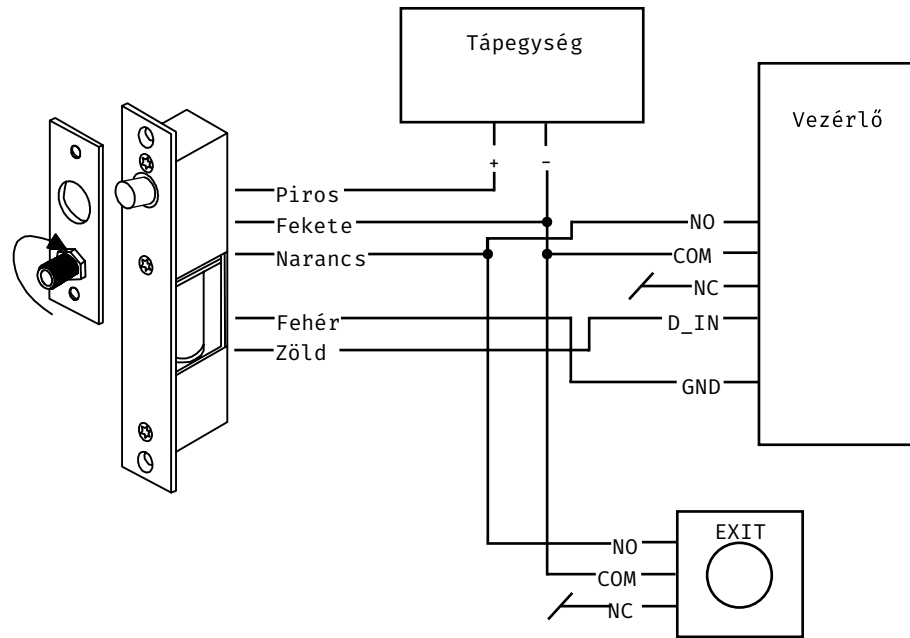 Tápegység
Vezérlő
+ −
Piros
Fekete
Narancs
Fehér
Zöld
NO
COM
NC
D_IN
GND
EXIT
NO
COM
NC